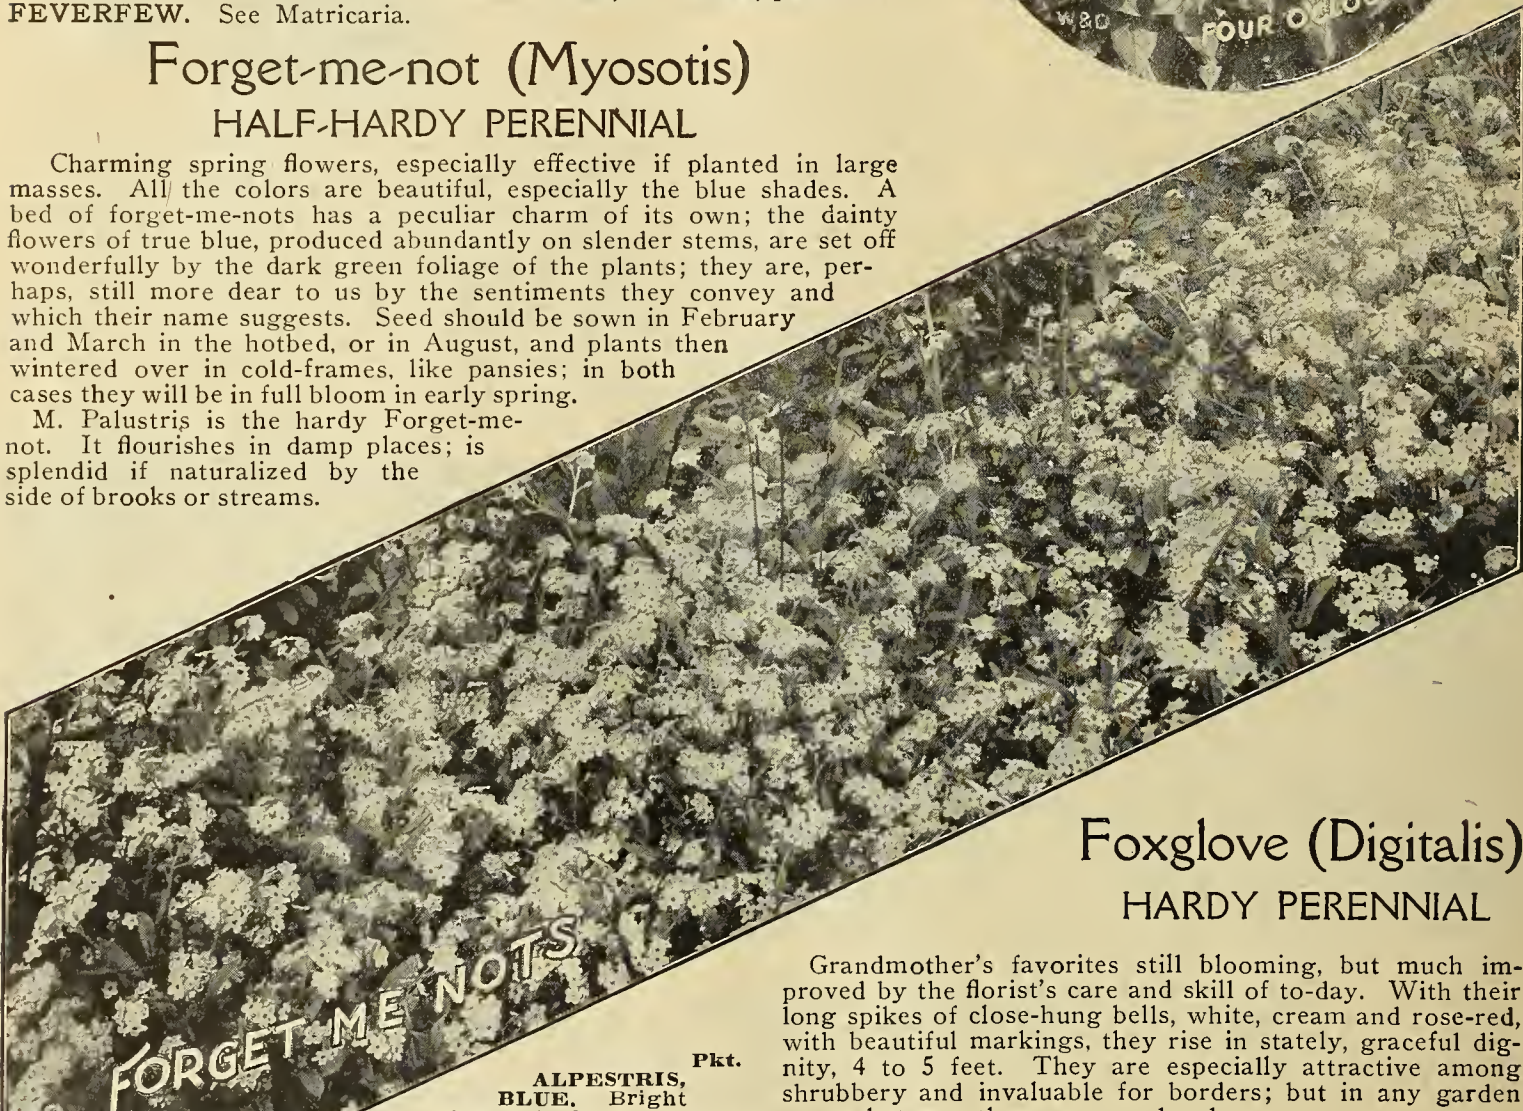 FEVERFEW. See Matricaria.
W&D
FOUR
Forget-me-not (Myosotis)
HALF-HARDY PERENNIAL
Charming spring flowers, especially effective if planted in large
masses. All the colors are beautiful, especially the blue shades. A
bed of forget-me-nots has a peculiar charm of its own; the dainty
flowers of true blue, produced abundantly on slender stems, are set off
wonderfully by the dark green foliage of the plants; they are, per-
haps, still more dear to us by the sentiments they convey and
which their name suggests. Seed should be sown in February
and March in the hotbed, or in August, and plants then
wintered over in cold-frames, like pansies; in both
cases they will be in full bloom in early spring.
M. Palustris is the hardy Forget-me-
not. It flourishes in damp places; is
splendid if naturalized by the
side of brooks or streams.
FORGET ME NOTS
Pkt.
ALPESTRIS,
BLUE. Bright
Foxglove (Digitalis)
HARDY PERENNIAL
Grandmother's favorites still blooming, but much im-
proved by the florist's care and skill of to-day. With their
long spikes of close-hung bells, white, cream and rose-red,
with beautiful markings, they rise in stately, graceful dig-
nity, 4 to 5 feet. They are especially attractive among
shrubbery and invaluable for borders; but in any garden